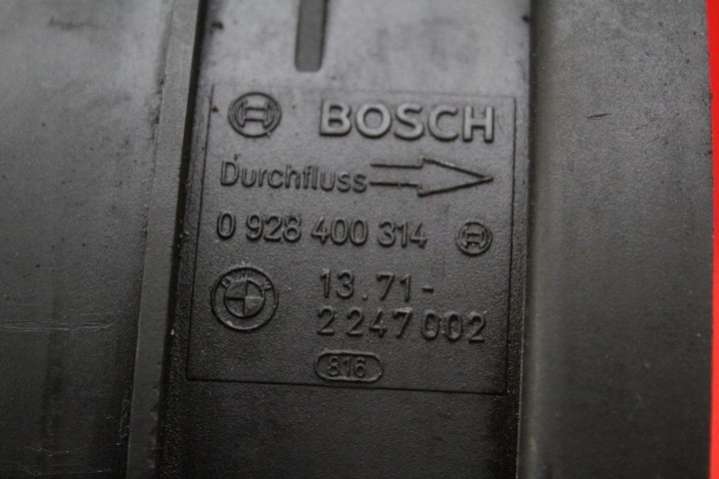 BOSCH
Durchfluss
0 928 400 314
13.71-
2 247 002
816